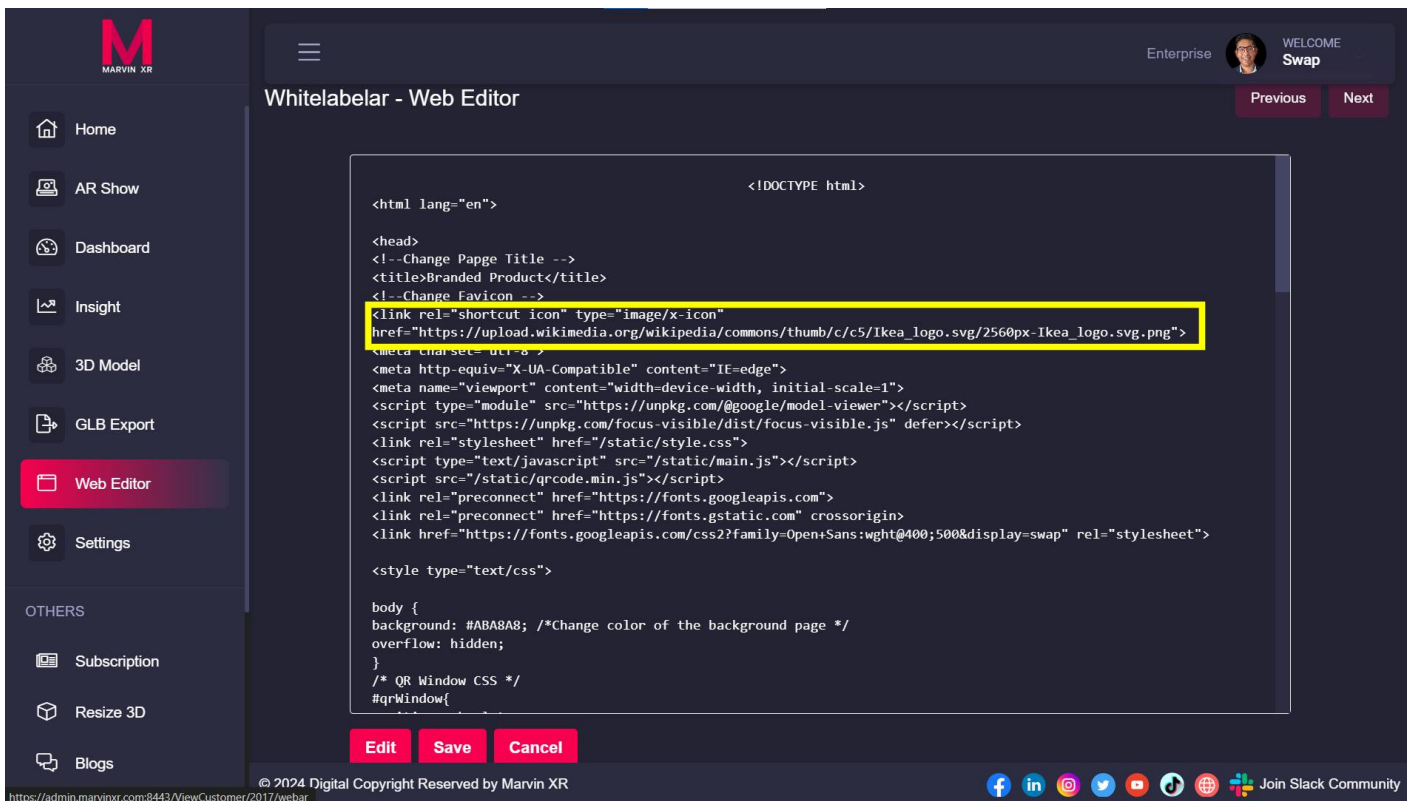 M
MARVIN XR
Enterprise
WELCOME
Swap
Home
AR Show
Dashboard
Insight
3D Model
GLB Export
Web Editor
Settings
OTHERS
Subscription
Resize 3D
Blogs
Whitelabelar - Web Editor
Previous Next
<!DOCTYPE html>
<html lang="en">
<head>
<!--Change Papge Title -->
<title>Branded Product</title>
<!--Change Favicon -->
<link rel="shortcut icon" type="image/x-icon"
href="https://upload.wikimedia.org/wikipedia/commons/thumb/c/c5/Ikea_logo.svg/2560px-Ikea_logo.svg.png">
<meta charset="utf-8">
<meta http-equiv="X-UA-Compatible" content="IE=edge">
<meta name="viewport" content="width=device-width, initial-scale=1">
<script type="module" src="https://unpkg.com/@google/model-viewer"></script>
<script src="https://unpkg.com/focus-visible/dist/focus-visible.js" defer></script>
<link rel="stylesheet" href="/static/style.css">
<script type="text/javascript" src="/static/main.js"></script>
<script src="/static/qrcode.min.js"></script>
<link rel="preconnect" href="https://fonts.googleapis.com">
<link rel="preconnect" href="https://fonts.gstatic.com" crossorigin>
<link href="https://fonts.googleapis.com/css2?family=Open+Sans:wght@400;500&display=swap" rel="stylesheet">
<style type="text/css">
body {
background: #ABA8A8; /*Change color of the background page */
overflow: hidden;
}
/* QR Window CSS */
#qrWindow{
Edit Save Cancel
© 2024 Digital Copyright Reserved by Marvin XR
Join Slack Community
https://admin.marvinxr.com:8443/ViewCustomer/2017/webar